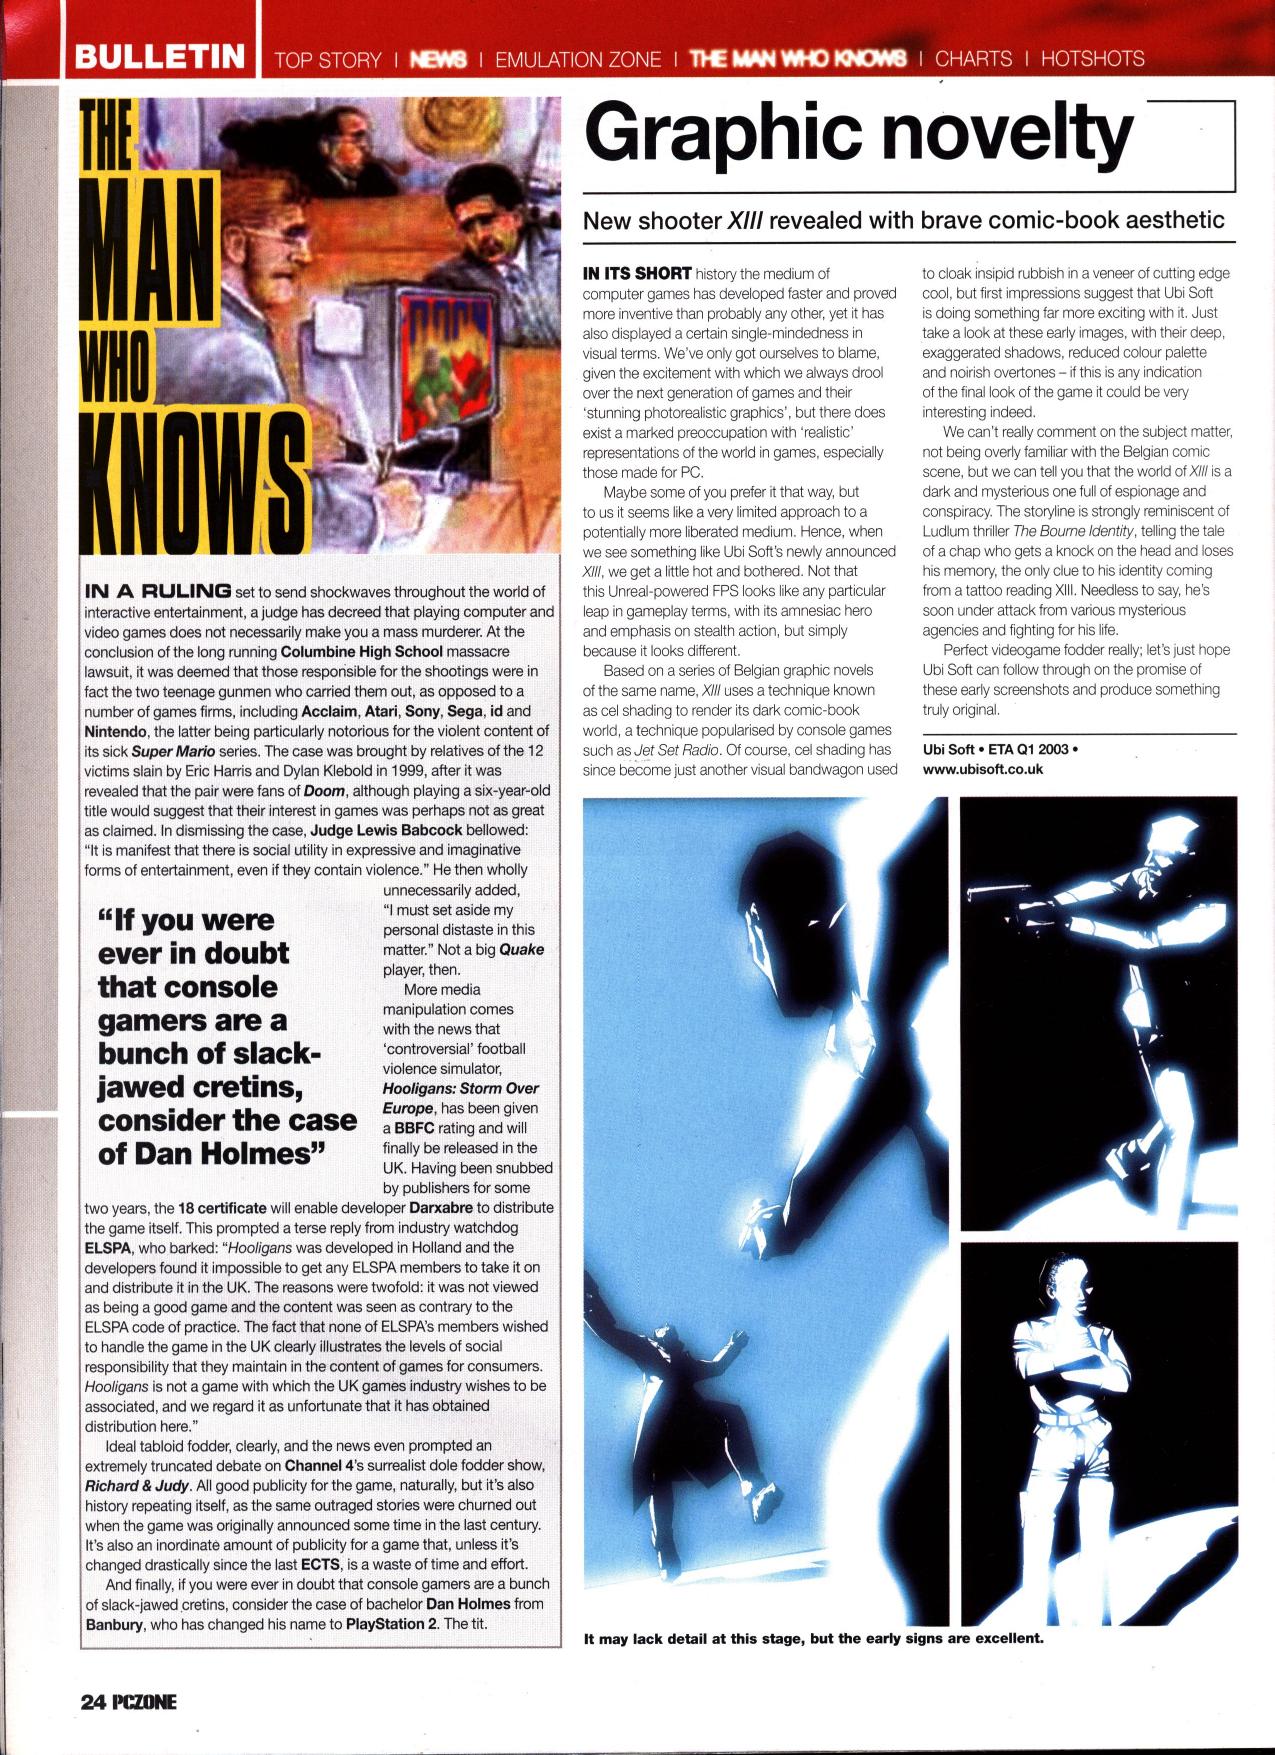 BULLETIN
TOP STORY | NEWS | EMULATION ZONE | THE MAN WHO KNOWS | CHARTS | HOTSHOTS
THE
MAN
WHO
KNOWS
DOOM
IN A RULING set to send shockwaves throughout the world of
interactive entertainment, a judge has decreed that playing computer and
video games does not necessarily make you a mass murderer. At the
conclusion of the long running Columbine High School massacre
lawsuit, it was deemed that those responsible for the shootings were in
fact the two teenage gunmen who carried them out, as opposed to a
number of games firms, including Acclaim, Atari, Sony, Sega, id and
Nintendo, the latter being particularly notorious for the violent content of
its sick Super Mario series. The case was brought by relatives of the 12
victims slain by Eric Harris and Dylan Klebold in 1999, after it was
revealed that the pair were fans of Doom, although playing a six-year-old
title would suggest that their interest in games was perhaps not as great
as claimed. In dismissing the case, Judge Lewis Babcock bellowed:
“It is manifest that there is social utility in expressive and imaginative
forms of entertainment, even if they contain violence.” He then wholly
unnecessarily added,
“I must set aside my
personal distaste in this
matter.” Not a big Quake
player, then.
More media
manipulation comes
with the news that
‘controversial’ football
violence simulator,
Hooligans: Storm Over
Europe, has been given
a BBFC rating and will
finally be released in the
UK. Having been snubbed
by publishers for some
“If you were
ever in doubt
that console
gamers are a
bunch of slack-
jawed cretins,
consider the case
of Dan Holmes”
two years, the 18 certificate will enable developer Darxabre to distribute
the game itself. This prompted a terse reply from industry watchdog
ELSPA, who barked: “Hooligans was developed in Holland and the
developers found it impossible to get any ELSPA members to take it on
and distribute it in the UK. The reasons were twofold: it was not viewed
as being a good game and the content was seen as contrary to the
ELSPA code of practice. The fact that none of ELSPA’s members wished
to handle the game in the UK clearly illustrates the levels of social
responsibility that they maintain in the content of games for consumers.
Hooligans is not a game with which the UK games industry wishes to be
associated, and we regard it as unfortunate that it has obtained
distribution here.”
Ideal tabloid fodder, clearly, and the news even prompted an
extremely truncated debate on Channel 4’s surrealist dole fodder show,
Richard & Judy. All good publicity for the game, naturally, but it’s also
history repeating itself, as the same outraged stories were churned out
when the game was originally announced some time in the last century.
It’s also an inordinate amount of publicity for a game that, unless it’s
changed drastically since the last ECTS, is a waste of time and effort.
And finally, if you were ever in doubt that console gamers are a bunch
of slack-jawed cretins, consider the case of bachelor Dan Holmes from
Banbury, who has changed his name to PlayStation 2. The tit.
Graphic novelty
New shooter XIII revealed with brave comic-book aesthetic
IN ITS SHORT history the medium of
computer games has developed faster and proved
more inventive than probably any other, yet it has
also displayed a certain single-mindedness in
visual terms. We’ve only got ourselves to blame,
given the excitement with which we always drool
over the next generation of games and their
‘stunning photorealistic graphics’, but there does
exist a marked preoccupation with ‘realistic’
representations of the world in games, especially
those made for PC.
Maybe some of you prefer it that way, but
to us it seems like a very limited approach to a
potentially more liberated medium. Hence, when
we see something like Ubi Soft’s newly announced
XIII, we get a little hot and bothered. Not that
this Unreal-powered FPS looks like any particular
leap in gameplay terms, with its amnesiac hero
and emphasis on stealth action, but simply
because it looks different.
Based on a series of Belgian graphic novels
of the same name, XIII uses a technique known
as cel shading to render its dark comic-book
world, a technique popularised by console games
such as Jet Set Radio. Of course, cel shading has
since become just another visual bandwagon used
to cloak insipid rubbish in a veneer of cutting edge
cool, but first impressions suggest that Ubi Soft
is doing something far more exciting with it. Just
take a look at these early images, with their deep,
exaggerated shadows, reduced colour palette
and noirish overtones – if this is any indication
of the final look of the game it could be very
interesting indeed.
We can’t really comment on the subject matter,
not being overly familiar with the Belgian comic
scene, but we can tell you that the world of XIII is a
dark and mysterious one full of espionage and
conspiracy. The storyline is strongly reminiscent of
Ludlum thriller The Bourne Identity, telling the tale
of a chap who gets a knock on the head and loses
his memory, the only clue to his identity coming
from a tattoo reading XIII. Needless to say, he’s
soon under attack from various mysterious
agencies and fighting for his life.
Perfect videogame fodder really; let’s just hope
Ubi Soft can follow through on the promise of
these early screenshots and produce something
truly original.
Ubi Soft • ETA Q1 2003 •
www.ubisoft.co.uk
It may lack detail at this stage, but the early signs are excellent.
24 PCZONE